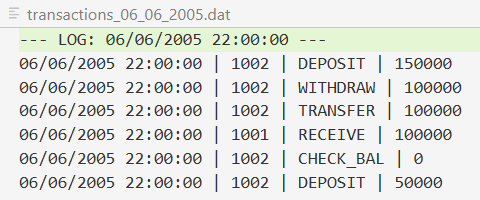 transactions_06_06_2005.dat
--- LOG: 06/06/2005 22:00:00 ---
06/06/2005 22:00:00 | 1002 | DEPOSIT | 150000
06/06/2005 22:00:00 | 1002 | WITHDRAW | 100000
06/06/2005 22:00:00 | 1002 | TRANSFER | 100000
06/06/2005 22:00:00 | 1001 | RECEIVE | 100000
06/06/2005 22:00:00 | 1002 | CHECK_BAL | 0
06/06/2005 22:00:00 | 1002 | DEPOSIT | 50000